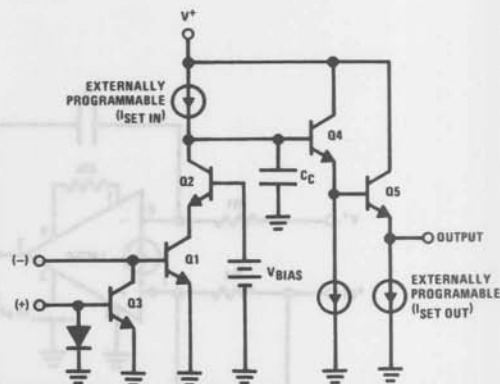 V+
EXTERNALLY
PROGRAMMABLE
(ISET IN)
Q4
Q2
CC
Q5
(−)
Q1
VBIAS
OUTPUT
(+)
Q3
EXTERNALLY
PROGRAMABLE
(ISET OUT)